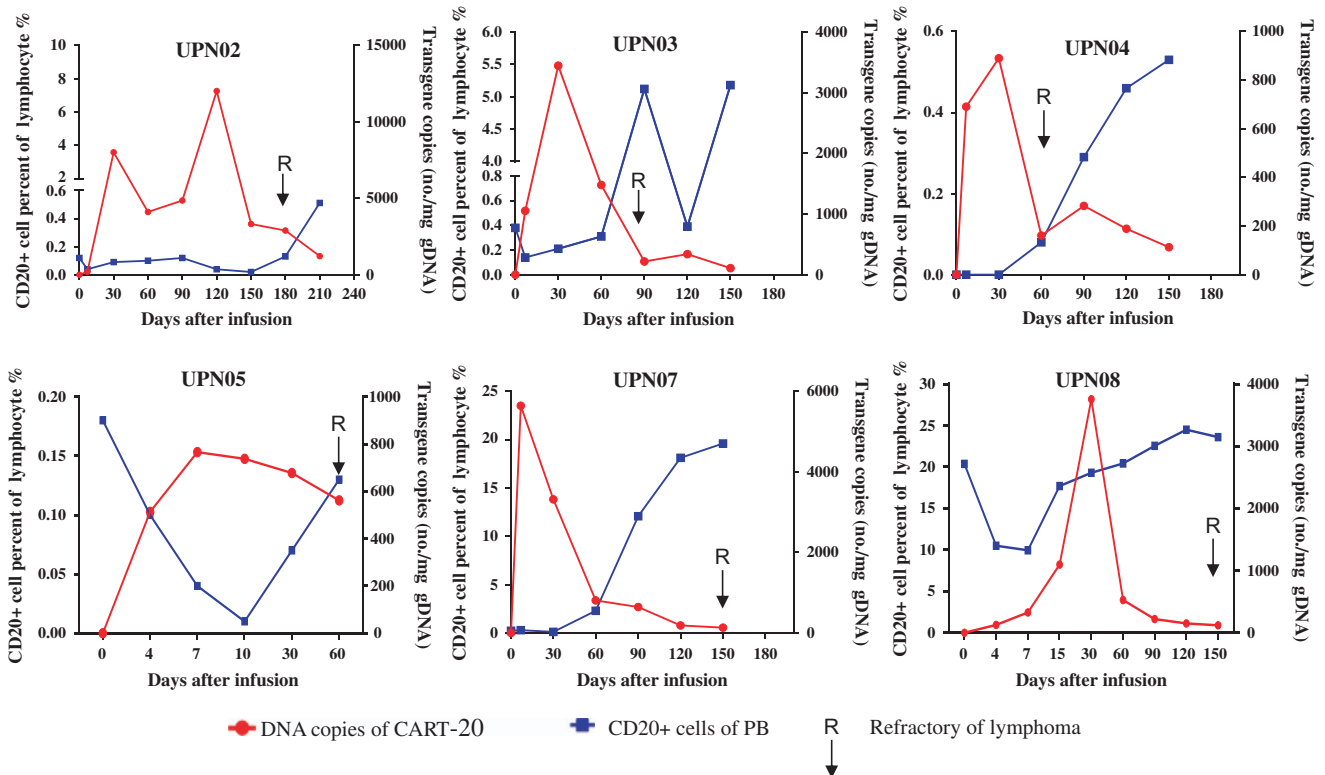 UPN02
CD20+ cell percent of lymphocyte %
10
8
6
4
2
0.6
0.4
0.2
0.0
15000
10000
5000
0
Transgene copies (no./mg gDNA)
R
0 30 60 90 120 150 180 210 240
Days after infusion
UPN03
CD20+ cell percent of lymphocyte %
6.0
5.5
5.0
4.5
4.0
0.8
0.6
0.4
0.2
0.0
4000
3000
2000
1000
0
Transgene copies (no./mg gDNA)
R
0 30 60 90 120 150 180
Days after infusion
UPN04
CD20+ cell percent of lymphocyte %
0.6
0.4
0.2
0.0
1000
800
600
400
200
0
Transgene copies (no./mg gDNA)
R
0 30 60 90 120 150 180
Days after infusion
UPN05
CD20+ cell percent of lymphocyte %
0.20
0.15
0.10
0.05
0.00
1000
800
600
400
200
0
Transgene copies (no./mg gDNA)
R
0 4 7 10 30 60
Days after infusion
UPN07
CD20+ cell percent of lymphocyte %
25
20
15
10
5
0
6000
4000
2000
0
Transgene copies (no./mg gDNA)
R
0 30 60 90 120 150 180
Days after infusion
UPN08
CD20+ cell percent of lymphocyte %
30
25
20
15
10
5
0
4000
3000
2000
1000
0
Transgene copies (no./mg gDNA)
R
0 4 7 15 30 60 90 120 150
Days after infusion
DNA copies of CART-20
CD20+ cells of PB
R Refractory of lymphoma